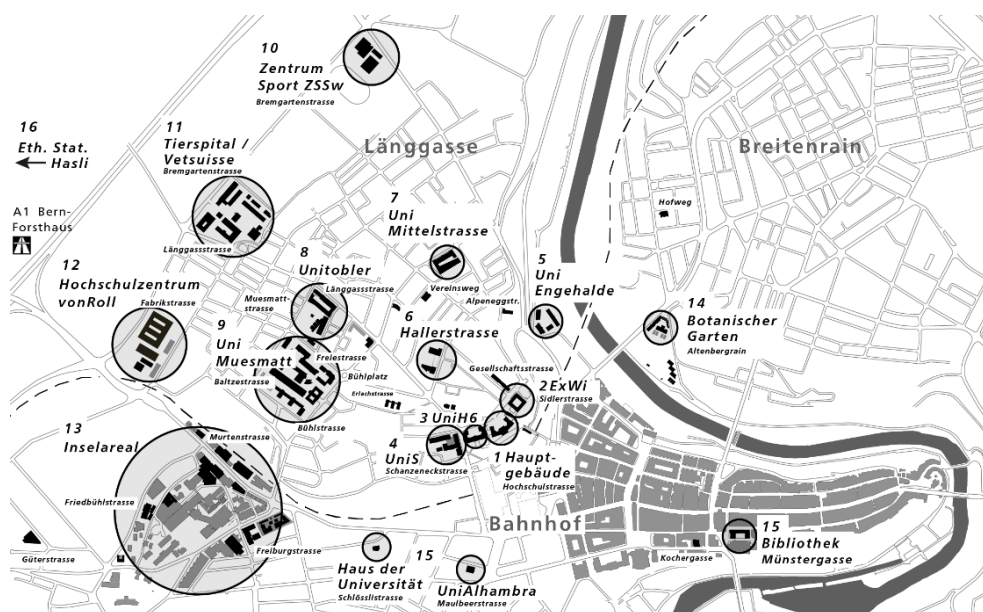 10
Zentrum
Sport ZSSw
Bremgartenstrasse
16
Eth. Stat.
Hasli
11
Tierspital /
Vetsuisse
Bremgartenstrasse
Länggasse
Breitenrain
A1 Bern-
Forsthaus
Länggassstrasse
7
Uni
Mittelstrasse
Vereinsweg
Hofweg
12
Hochschulzentrum
vonRoll
Fabrikstrasse
8
Unitobler
Länggassstrasse
Muesmatt-
strasse
Alpeneggstr.
5
Uni
Engehalde
14
Botanischer
Garten
Altenbergrain
9
Uni
Muesmatt
Baltzestrasse
Freiestrasse
Bühlplatz
Bühlstrasse
6
Hallerstrasse
Gesellschaftsstrasse
Erlachstrasse
2 ExWi
Sidlerstrasse
3 UniH6
4
UniS
Schanzeneckstrasse
1 Haupt-
gebäude
Hochschulstrasse
13
Inselareal
Murtenstrasse
Friedbühlstrasse
Freiburgstrasse
Güterstrasse
Bahnhof
15
Haus der
Universität
Schlösslistrasse
UniAlhambra
Maulbeerstrasse
Kochergasse
15
Bibliothek
Münstergasse